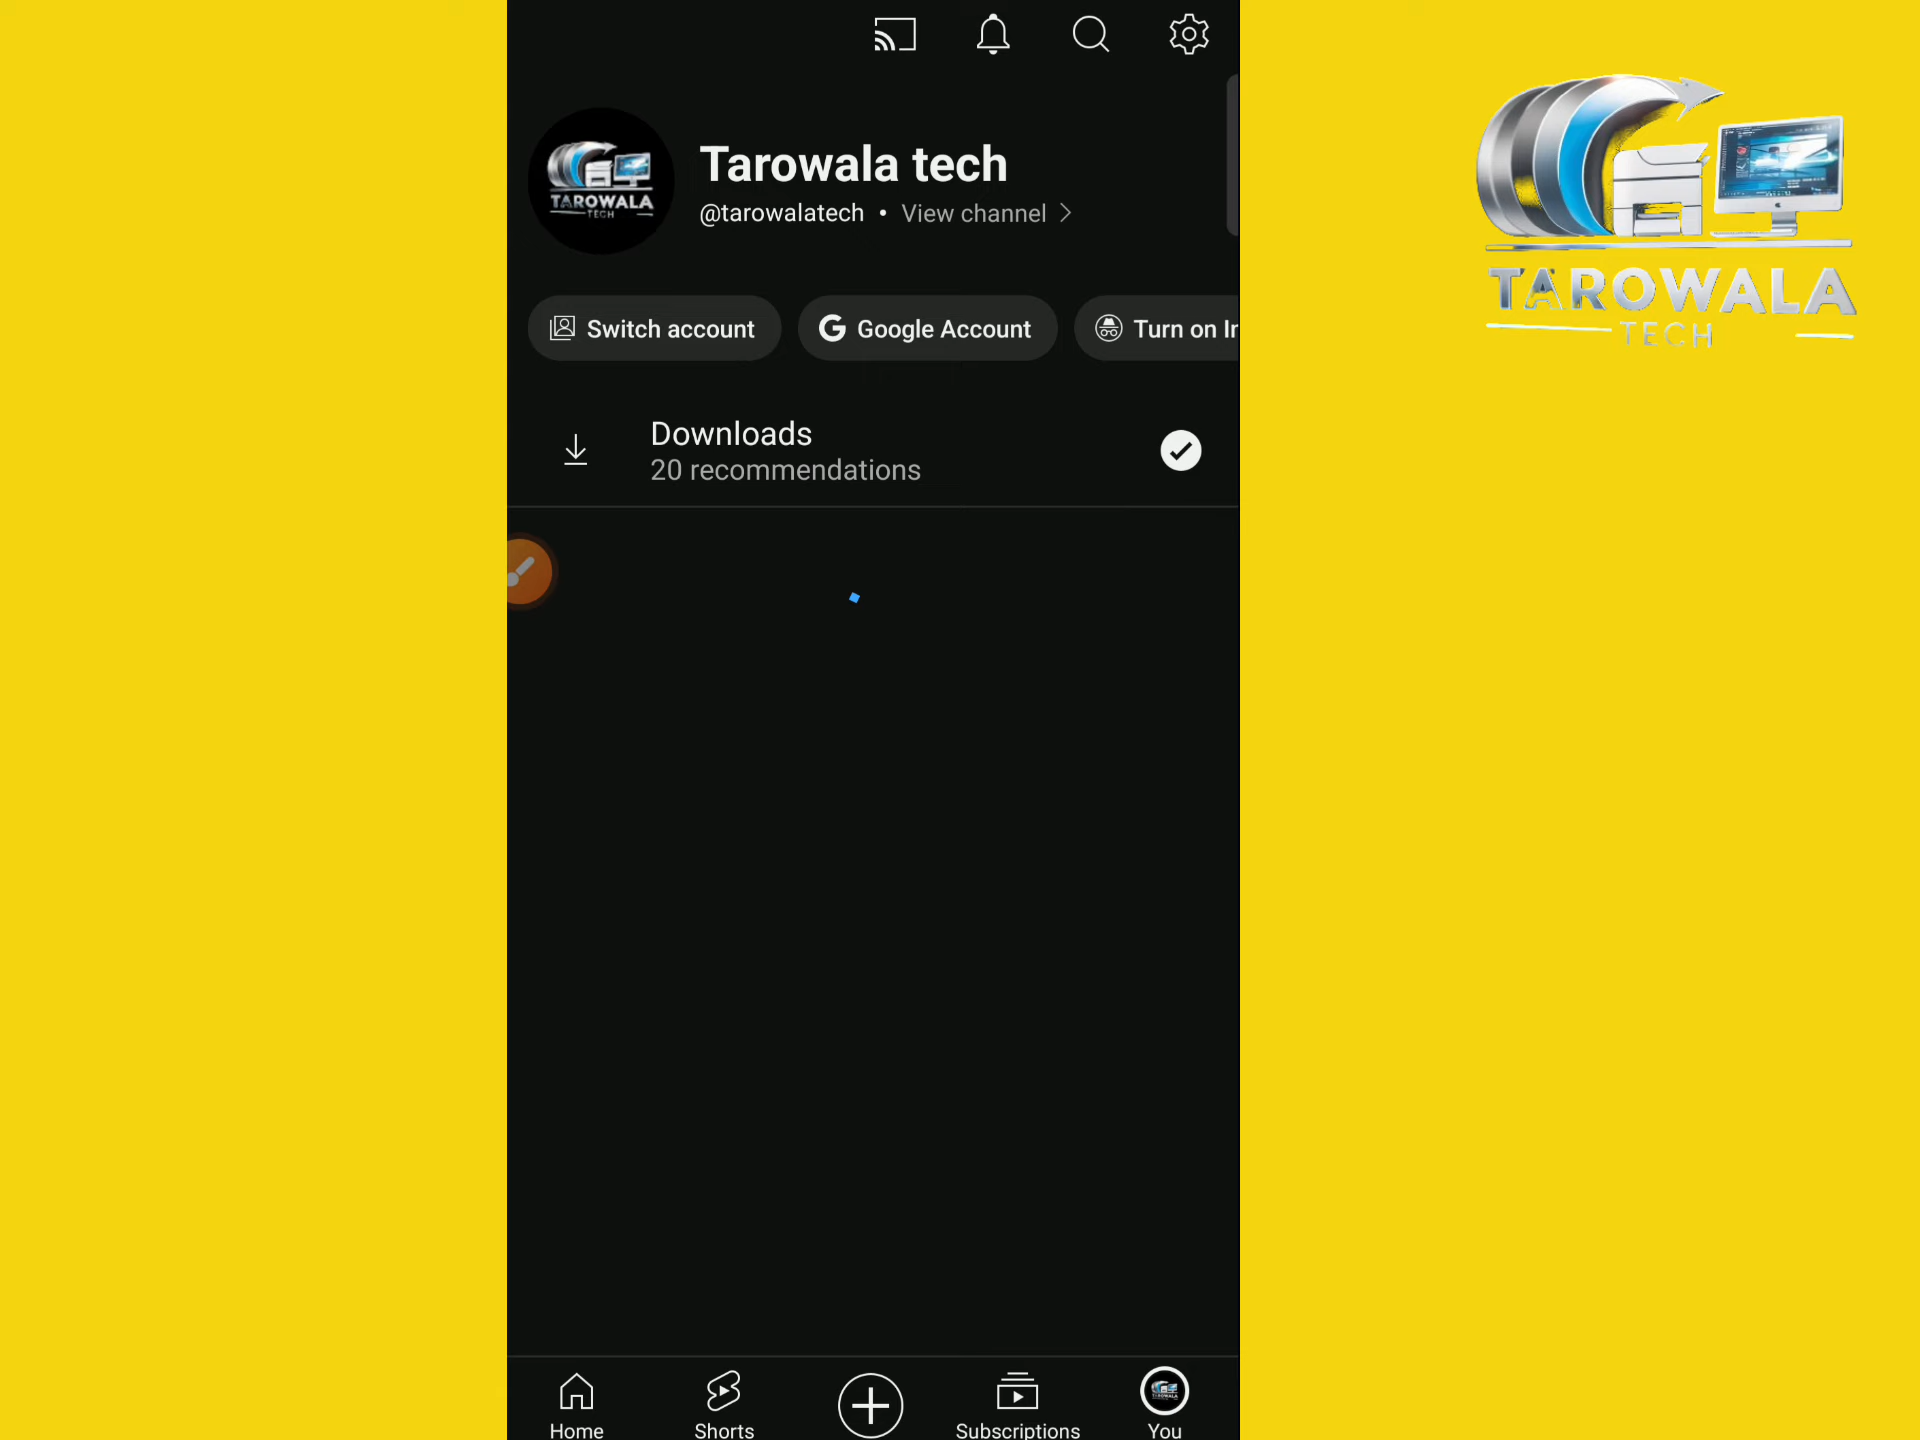 Tarowala tech
@tarowalatech • View channel
Switch account
Google Account
Turn on In
Downloads
20 recommendations
Home
Shorts
Subscriptions
You
TAROWALA
TECH
TAROWALA
TECH